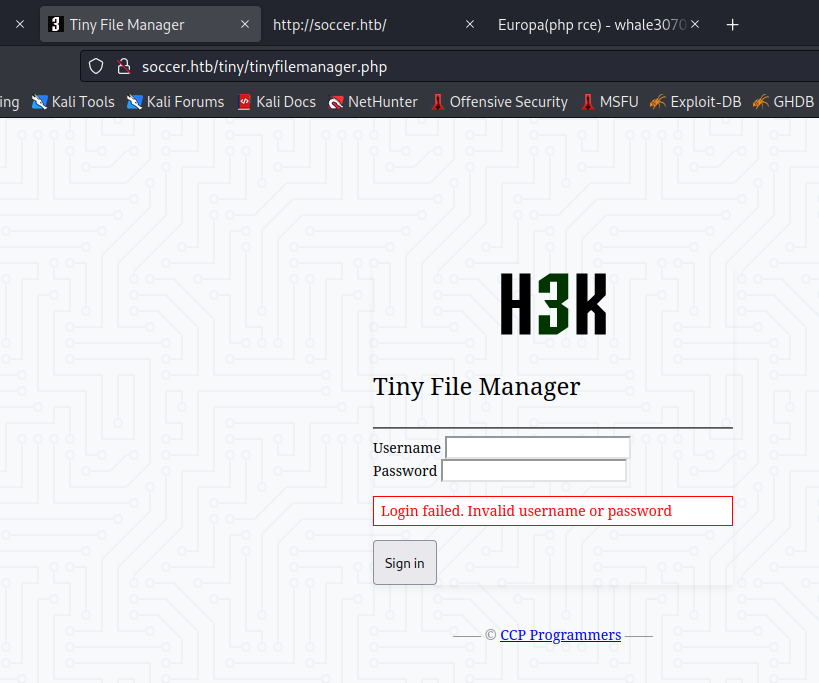 Tiny File Manager
http://soccer.htb/
Europa(php rce) - whale3070
soccer.htb/tiny/tinyfilemanager.php
ing Kali Tools Kali Forums Kali Docs NetHunter Offensive Security MSFU Exploit-DB GHDB
H3K
Tiny File Manager
Username
Password
Login failed. Invalid username or password
Sign in
© CCP Programmers